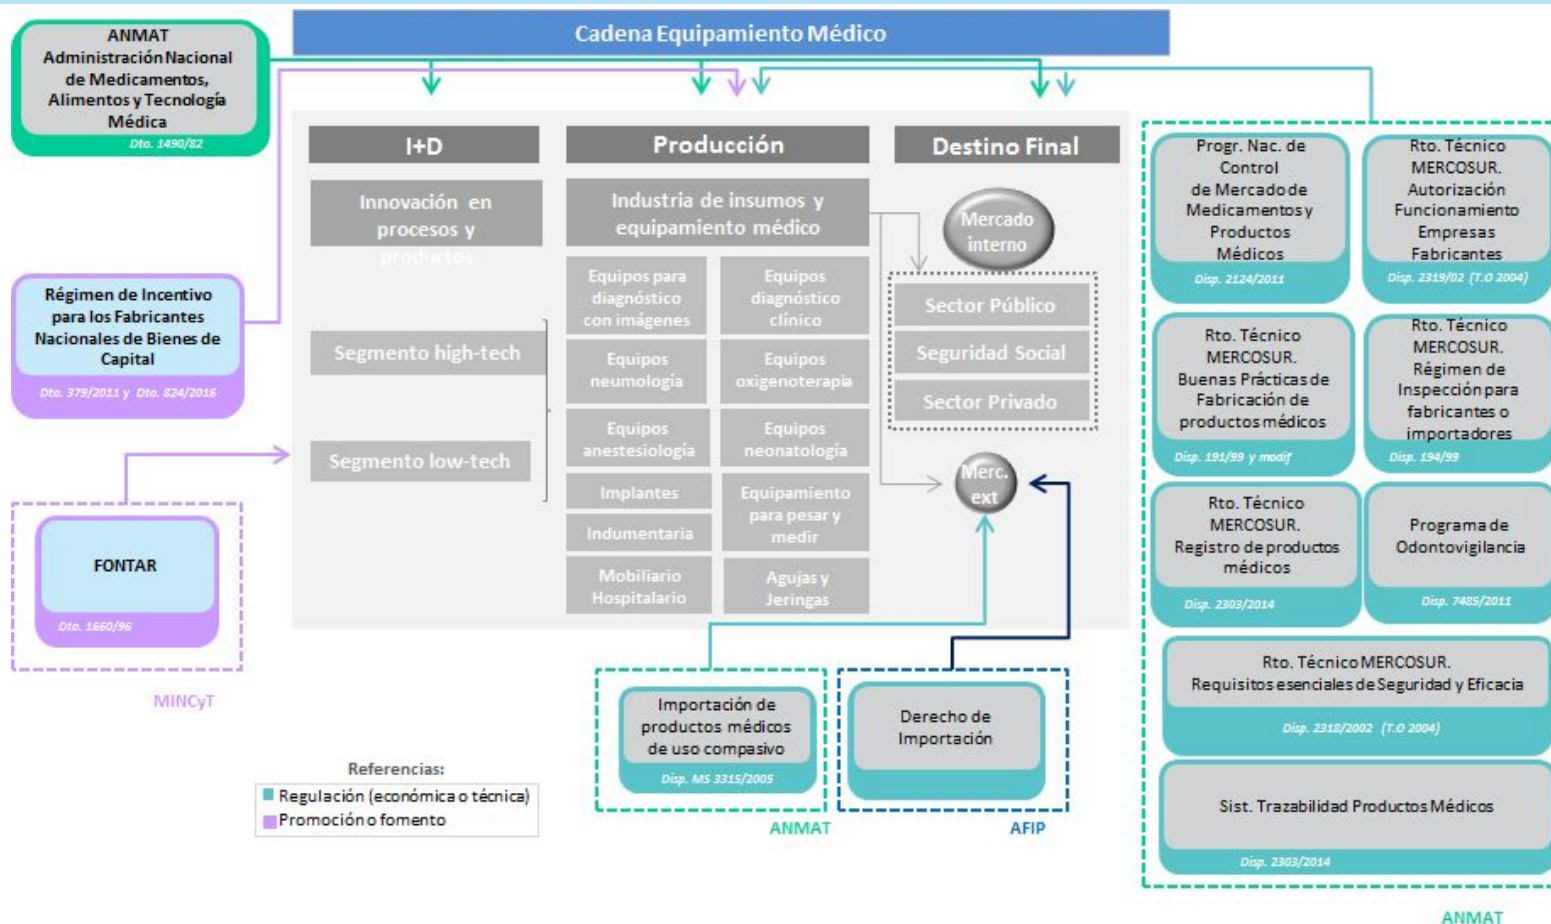 Cadena Equipamiento Médico
ANMAT
Administración Nacional
de Medicamentos,
Alimentos y Tecnología
Médica
Dto. 1490/82
Régimen de Incentivo
para los Fabricantes
Nacionales de Bienes de
Capital
Dto. 379/2011 y Dto. 824/2016
FONTAR
Dto. 1660/96
MINCyT
I+D
Innovación en
procesos y
productos
Segmento high-tech
Segmento low-tech
Producción
Industria de insumos y
equipamiento médico
Equipos para
diagnóstico
con imágenes
Equipos
diagnóstico
clínico
Equipos
neumología
Equipos
oxigenoterapia
Equipos
anestesiología
Equipos
neonatología
Implantes
Indumentaria
Equipamiento
para pesar y
medir
Mobiliario
Hospitalario
Agujas y
Jeringas
Destino Final
Mercado
interno
Sector Público
Seguridad Social
Sector Privado
Merc.
ext
Importación de
productos médicos
de uso compasivo
Disp. MS 3315/2005
ANMAT
Derecho de
Importación
AFIP
Referencias:
Regulación (económica o técnica)
Promoción o fomento
Progr. Nac. de
Control
de Mercado de
Medicamentos y
Productos
Médicos
Disp. 2124/2011
Rto. Técnico
MERCOSUR.
Autorización
Funcionamiento
Empresas
Fabricantes
Disp. 2319/02 (T.O 2004)
Rto. Técnico
MERCOSUR.
Buenas Prácticas de
Fabricación de
productos médicos
Disp. 191/99 y modif
Rto. Técnico
MERCOSUR.
Régimen de
Inspección para
fabricantes o
importadores
Disp. 194/99
Rto. Técnico
MERCOSUR.
Registro de productos
médicos
Disp. 2303/2014
Programa de
Odontovigilancia
Disp. 7485/2011
Rto. Técnico MERCOSUR.
Requisitos esenciales de Seguridad y Eficacia
Disp. 2318/2002 (T.O 2004)
Sist. Trazabilidad Productos Médicos
Disp. 2303/2014
ANMAT